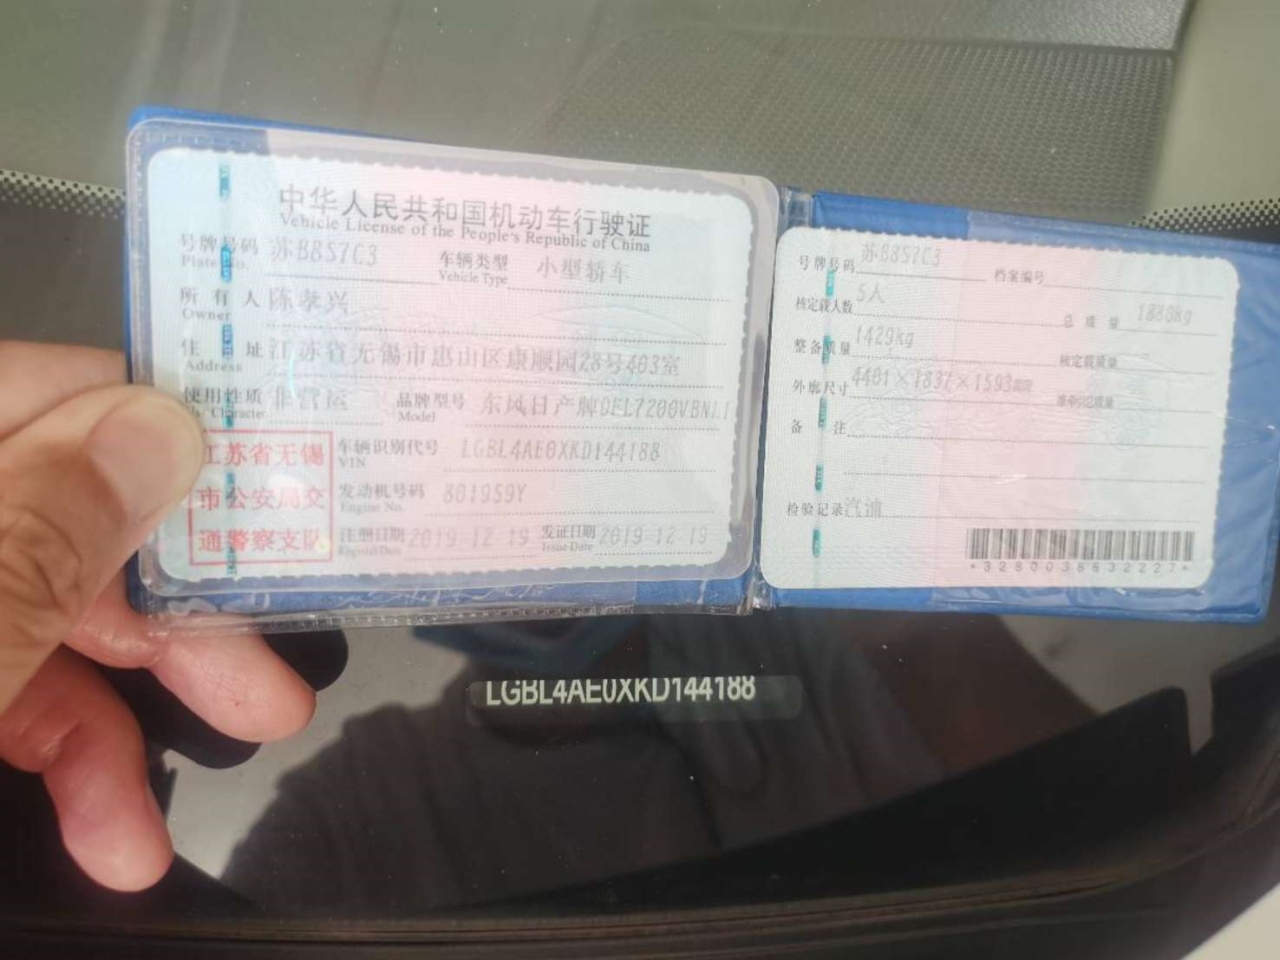 中华人民共和国机动车行驶证
Vehicle License of the People's Republic of China
号牌号码 苏B8S7C3 车辆类型 小型轿车
Plate No. Vehicle Type
所有人 陈孝兴
Owner
住址 江苏省无锡市惠山区康顺园28号403室
Address
使用性质 非营运 品牌型号 东风日产牌DFL7200VBNL1
Character Model
江苏省无锡
市公安局交
通警察支队
车辆识别代号 LGBL4AE0XKD144188
VIN
发动机号码 801959Y
Engine No.
注册日期 2019-12-19 发证日期 2019-12-19
Register Date Issue Date
号牌号码 苏B8S7C3 档案编号
核定载人数 5人 总质量 1880kg
整备质量 1429kg 核定载质量
外廓尺寸 4401×1837×1593mm 准牵引总质量
备注
检验记录 汽油
*3280038632227*
LGBL4AE0XKD144188